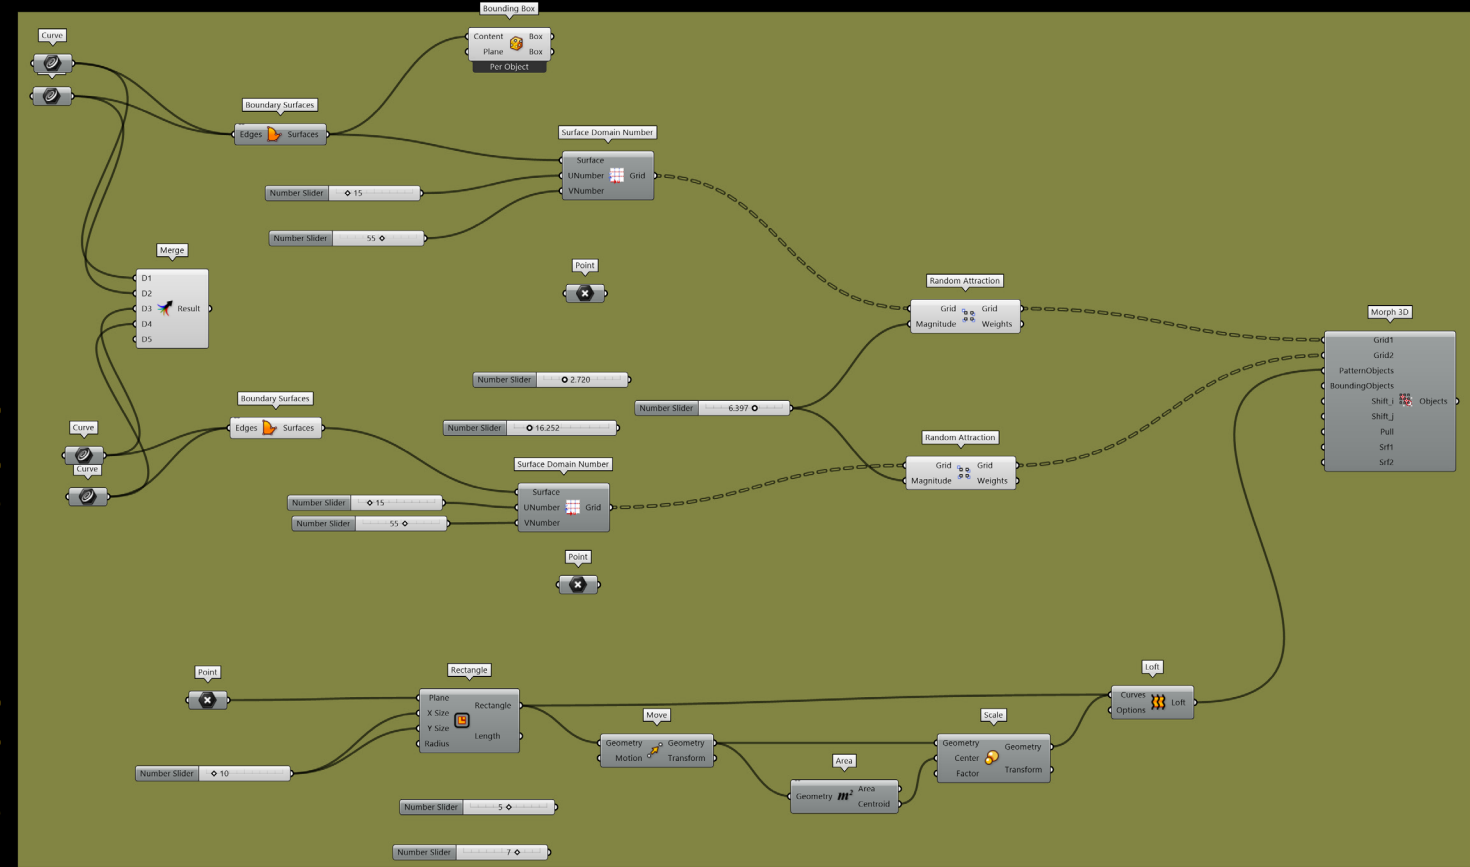 Bounding Box
Curve
Content Box
Plane Box
Per Object
Boundary Surfaces
Edges Surfaces
Surface Domain Number
Surface
UNumber Grid
VNumber
Number Slider 15
Number Slider 55
Merge
D1
D2
D3 Result
D4
D5
Point
Random Attraction
Grid Grid
Magnitude Weights
Morph 3D
Grid1
Grid2
PatternObjects
BoundingObjects
Shift_i Objects
Shift_j
Pull
Srf1
Srf2
Number Slider 2.720
Number Slider 6.397
Number Slider 16.252
Boundary Surfaces
Edges Surfaces
Curve
Curve
Random Attraction
Grid Grid
Magnitude Weights
Surface Domain Number
Surface
UNumber Grid
VNumber
Number Slider 15
Number Slider 55
Point
Point
Rectangle
Plane
Rectangle
X Size
Y Size
Length
Radius
Number Slider 10
Move
Geometry Geometry
Motion Transform
Area
Area
Geometry m²
Centroid
Scale
Geometry
Geometry
Center
Transform
Factor
Loft
Curves
Loft
Options
Number Slider 5
Number Slider 7